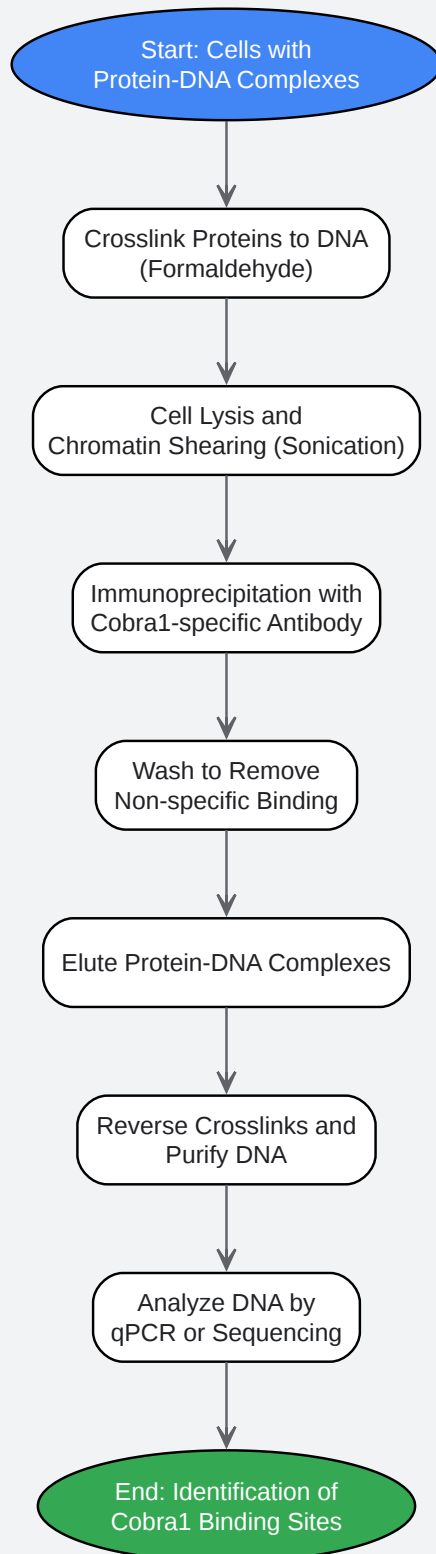 Start: Cells with
Protein-DNA Complexes
Crosslink Proteins to DNA
(Formaldehyde)
Cell Lysis and
Chromatin Shearing (Sonication)
Immunoprecipitation with
Cobra1-specific Antibody
Wash to Remove
Non-specific Binding
Elute Protein-DNA Complexes
Reverse Crosslinks and
Purify DNA
Analyze DNA by
qPCR or Sequencing
End: Identification of
Cobra1 Binding Sites